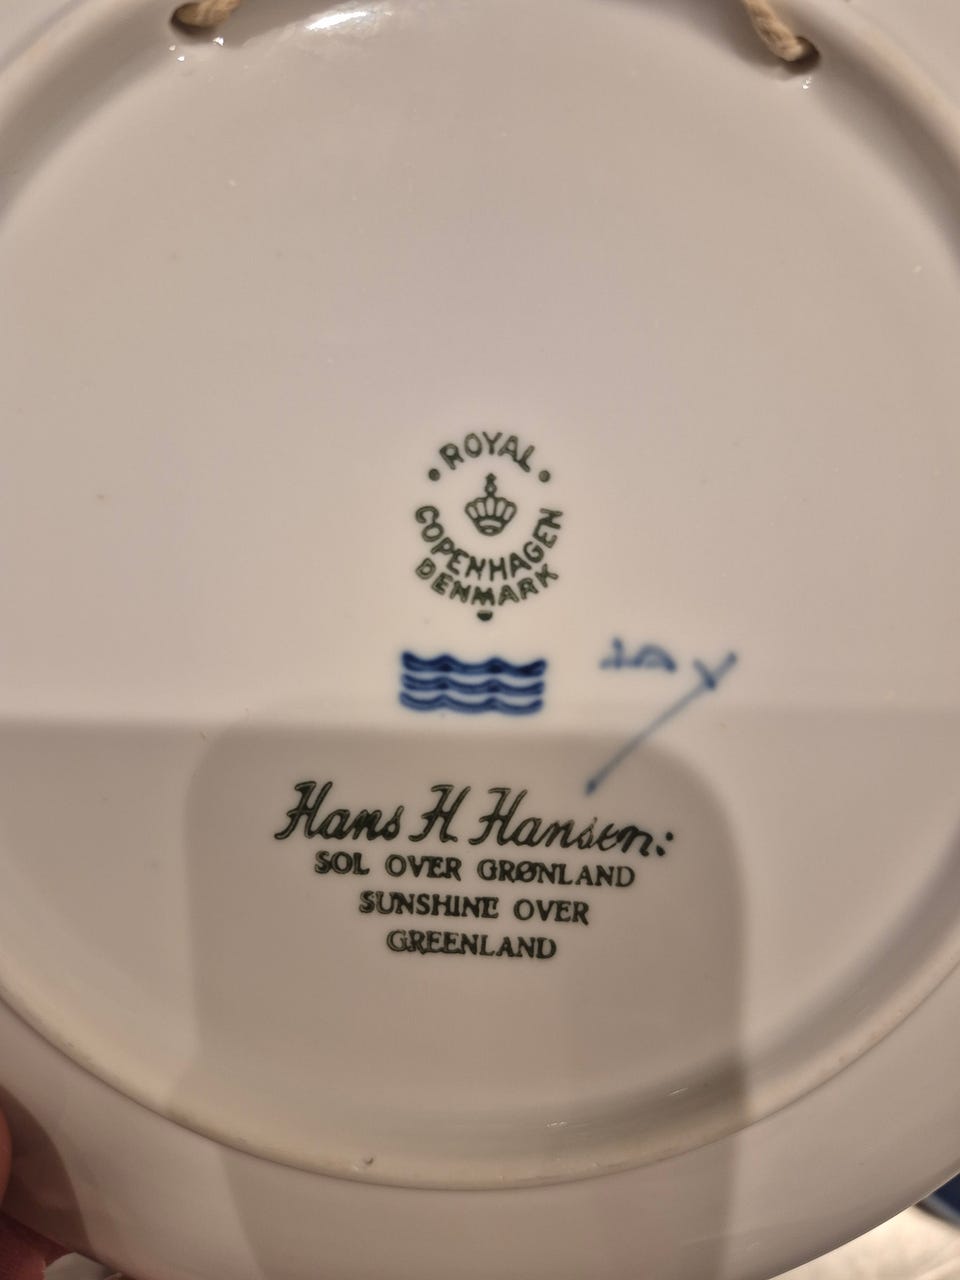 ROYAL
COPENHAGEN
DENMARK
Hans H Hansen:
SOL OVER GRØNLAND
SUNSHINE OVER
GREENLAND